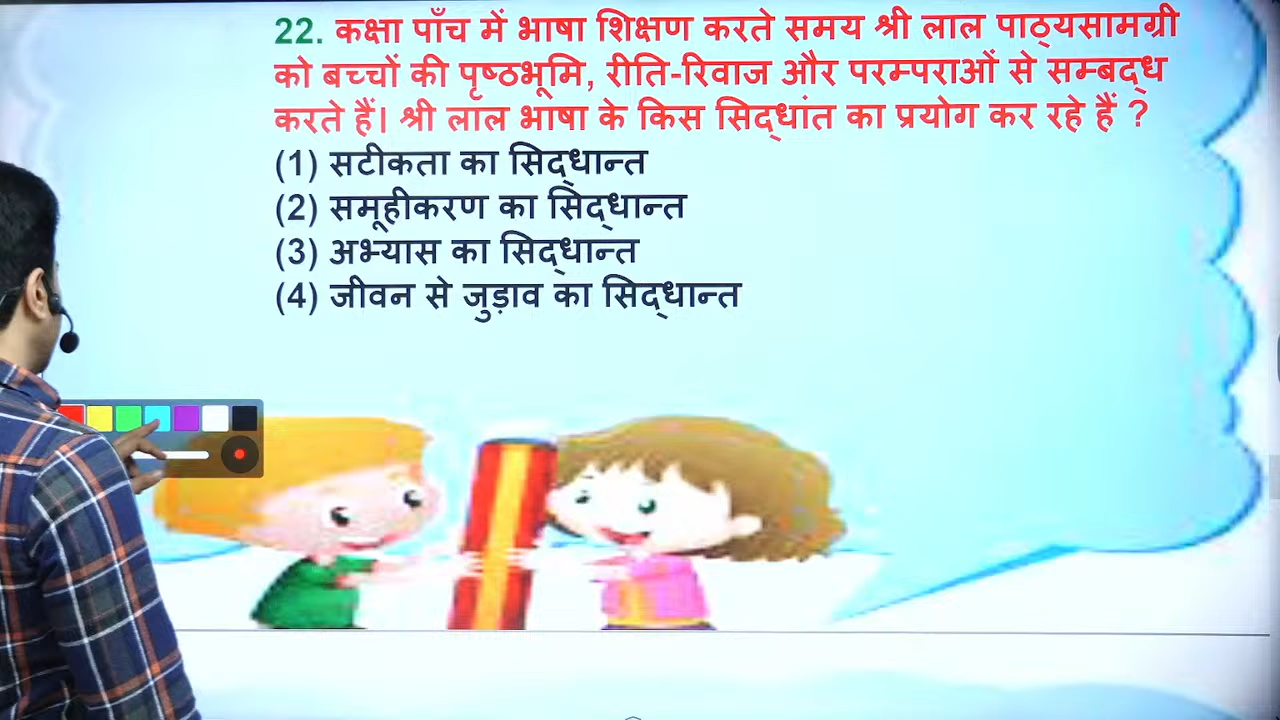 22. कक्षा पाँच में भाषा शिक्षण करते समय श्री लाल पाठ्यसामग्री
को बच्चों की पृष्ठभूमि, रीति-रिवाज और परम्पराओं से सम्बद्ध
करते हैं। श्री लाल भाषा के किस सिद्धांत का प्रयोग कर रहे हैं ?
(1) सटीकता का सिद्धान्त
(2) समूहीकरण का सिद्धान्त
(3) अभ्यास का सिद्धान्त
(4) जीवन से जुड़ाव का सिद्धान्त